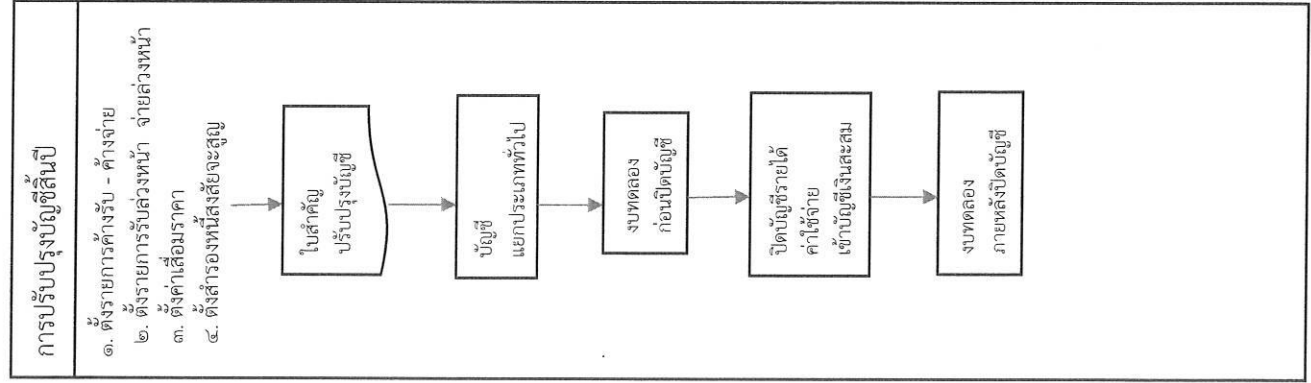 การปรับปรุงบัญชีสิ้นปี
๑. ตั้งรายการค้างรับ - ค้างจ่าย
๒. ตั้งรายการรับล่วงหน้า จ่ายล่วงหน้า
๓. ตั้งค่าเสื่อมราคา
๔. ตั้งสำรองหนี้สงสัยจะสูญ
ใบสำคัญ
ปรับปรุงบัญชี
บัญชี
แยกประเภททั่วไป
งบทดลอง
ก่อนปิดบัญชี
ปิดบัญชีรายได้
ค่าใช้จ่าย
เข้าบัญชีเงินสะสม
งบทดลอง
ภายหลังปิดบัญชี